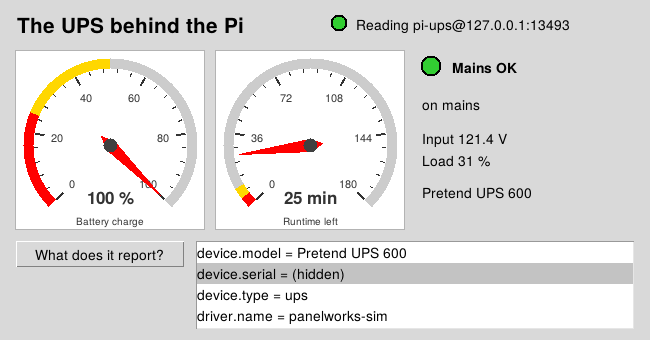 The UPS behind the Pi
Reading pi-ups@127.0.0.1:13493
0
20
40
60
80
100
100 %
Battery charge
0
36
72
108
144
180
25 min
Runtime left
Mains OK
on mains
Input 121.4 V
Load 31 %
Pretend UPS 600
What does it report?
device.model = Pretend UPS 600
device.serial = (hidden)
device.type = ups
driver.name = panelworks-sim